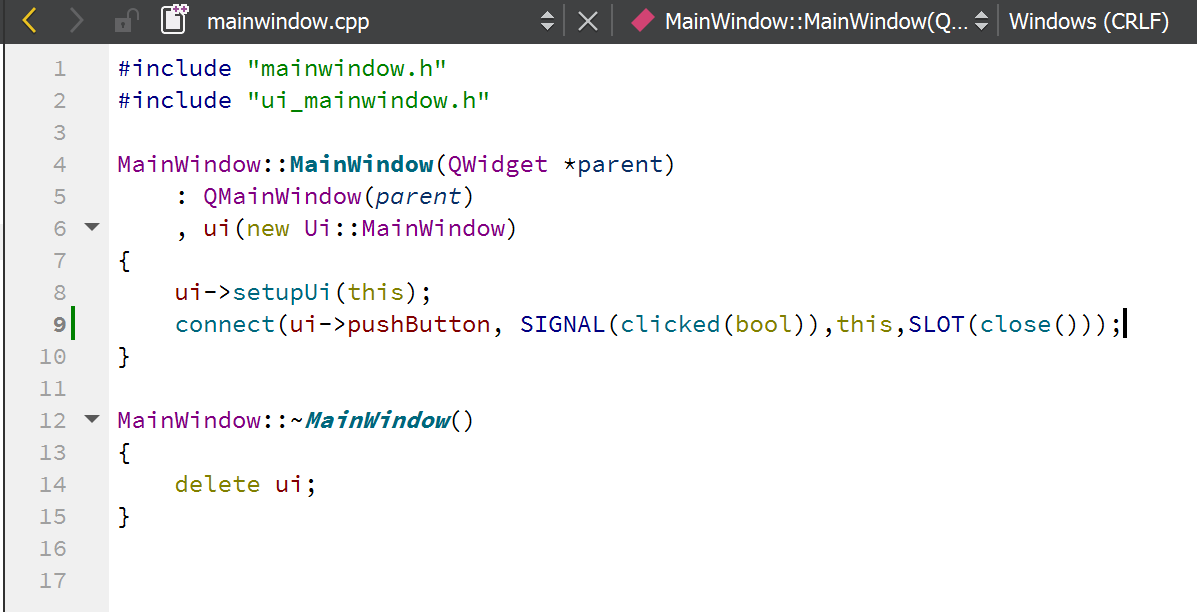 mainwindow.cpp MainWindow::MainWindow(Q... Windows (CRLF)
1 #include "mainwindow.h"
2 #include "ui_mainwindow.h"
3
4 MainWindow::MainWindow(QWidget *parent)
5     : QMainWindow(parent)
6     , ui(new Ui::MainWindow)
7 {
8     ui->setupUi(this);
9     connect(ui->pushButton, SIGNAL(clicked(bool)),this,SLOT(close()));
10 }
11
12 MainWindow::~MainWindow()
13 {
14     delete ui;
15 }
16
17